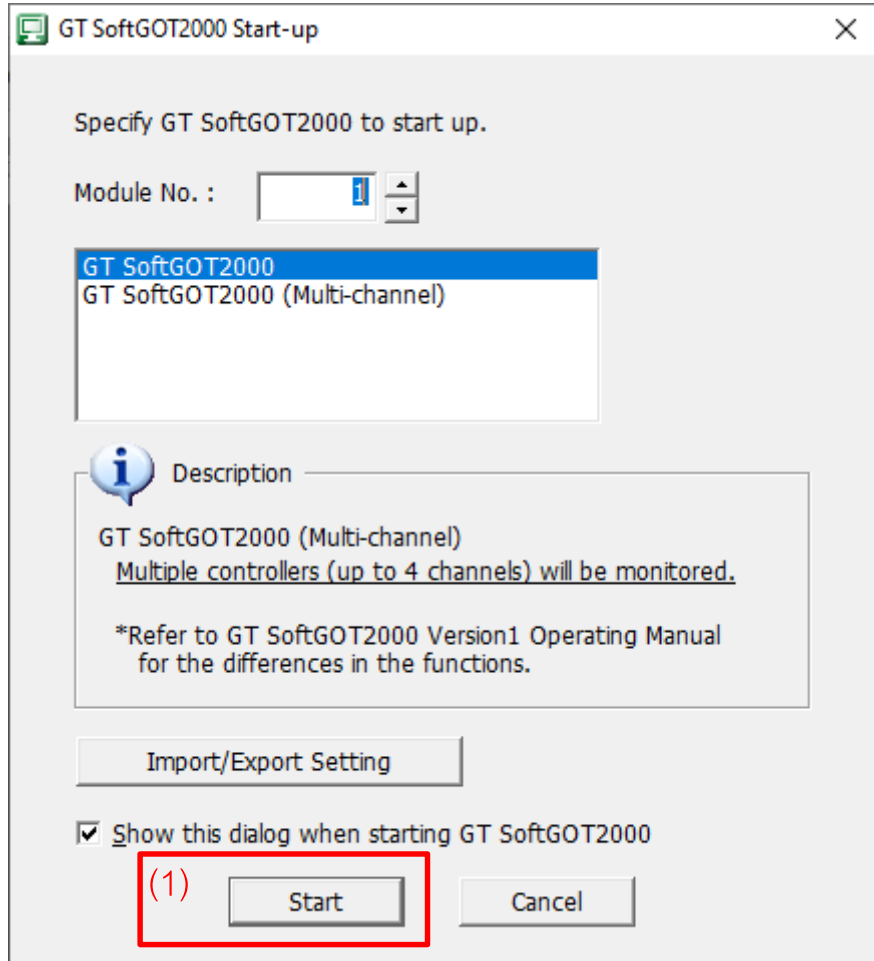 GT SoftGOT2000 Start-up
Specify GT SoftGOT2000 to start up.
Module No. : 1
GT SoftGOT2000
GT SoftGOT2000 (Multi-channel)
Description
GT SoftGOT2000 (Multi-channel)
Multiple controllers (up to 4 channels) will be monitored.
*Refer to GT SoftGOT2000 Version1 Operating Manual
for the differences in the functions.
Import/Export Setting
Show this dialog when starting GT SoftGOT2000
(1) Start Cancel